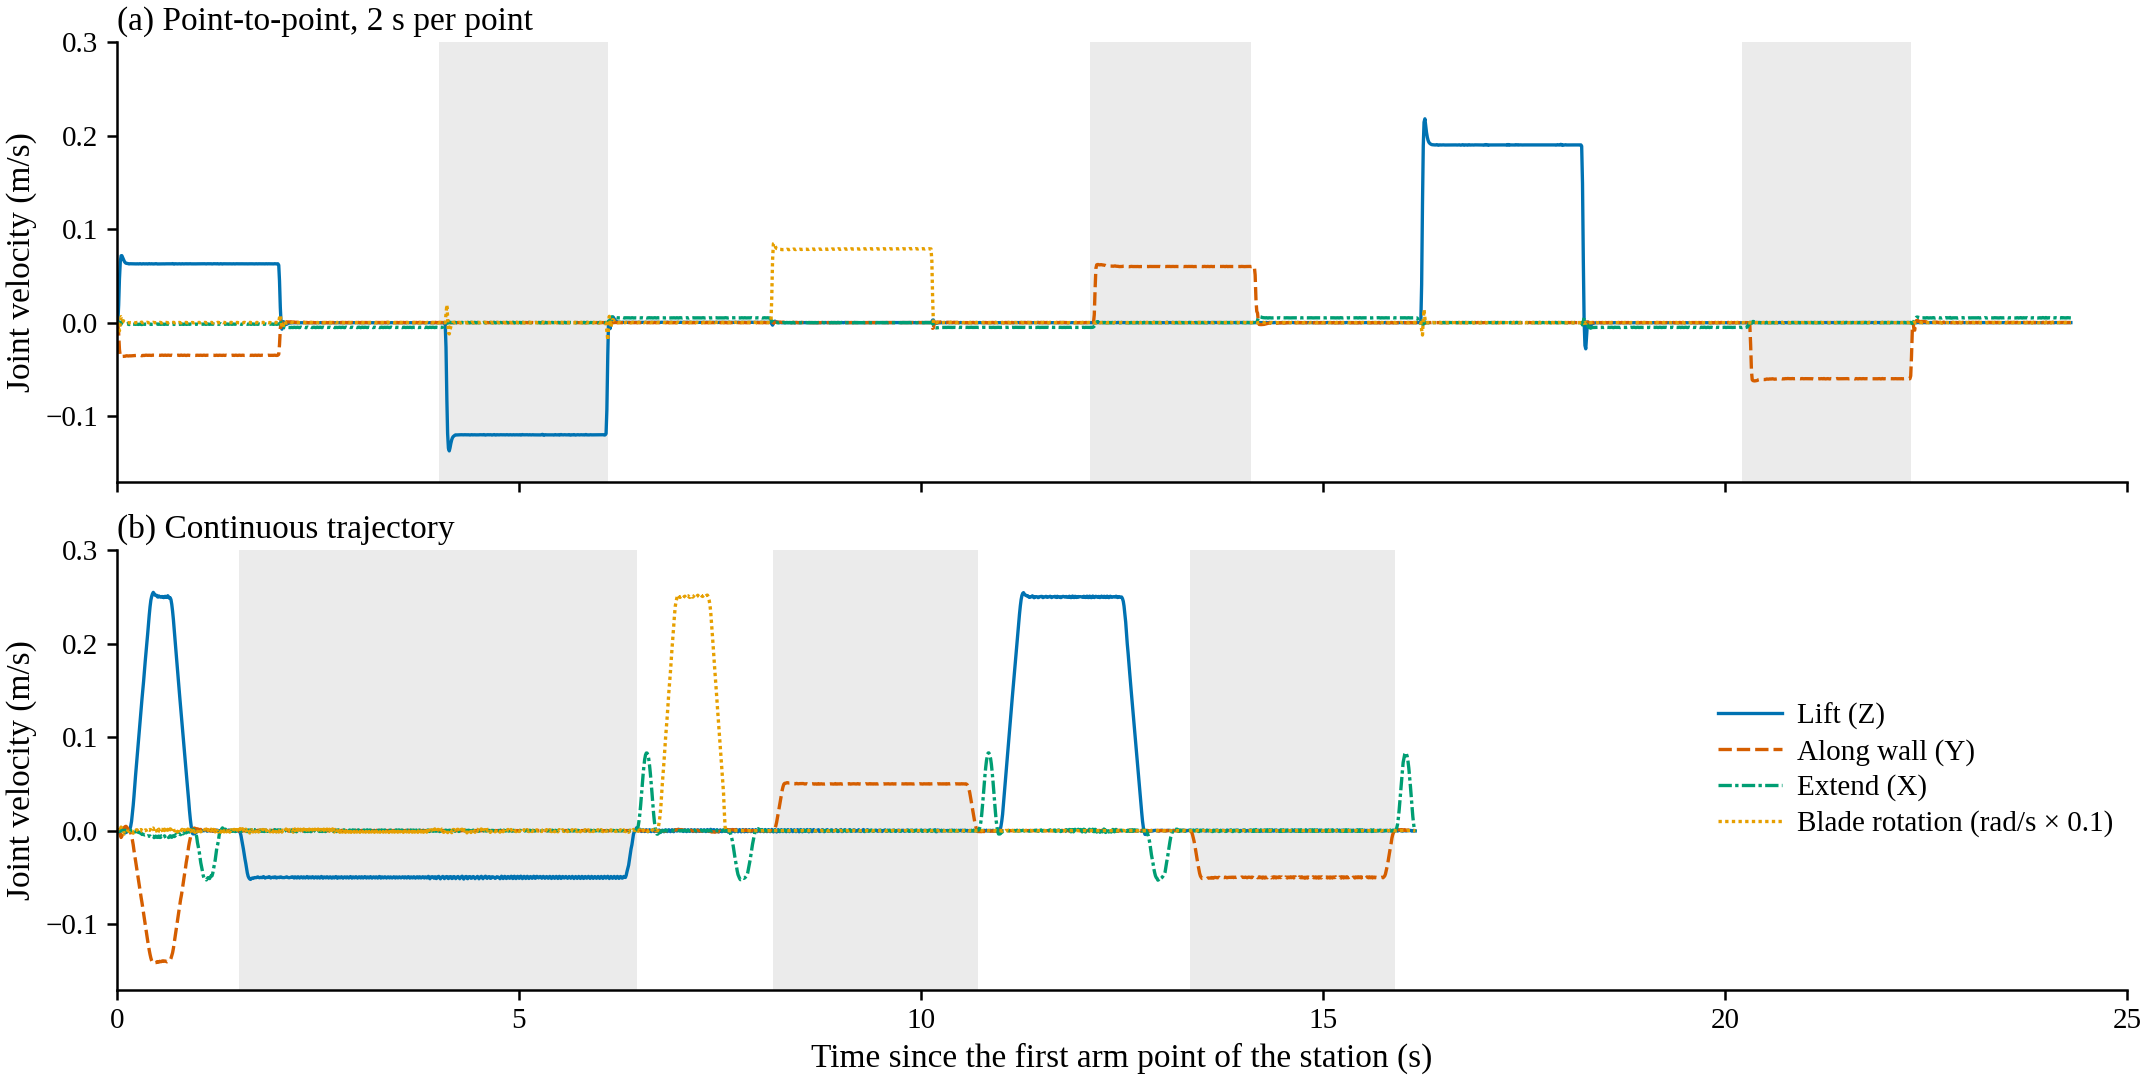 (a) Point-to-point, 2 s per point
Joint velocity (m/s)
0.3
0.2
0.1
0.0
−0.1
(b) Continuous trajectory
Joint velocity (m/s)
0.3
0.2
0.1
0.0
−0.1
Lift (Z)
Along wall (Y)
Extend (X)
Blade rotation (rad/s × 0.1)
0 5 10 15 20 25
Time since the first arm point of the station (s)